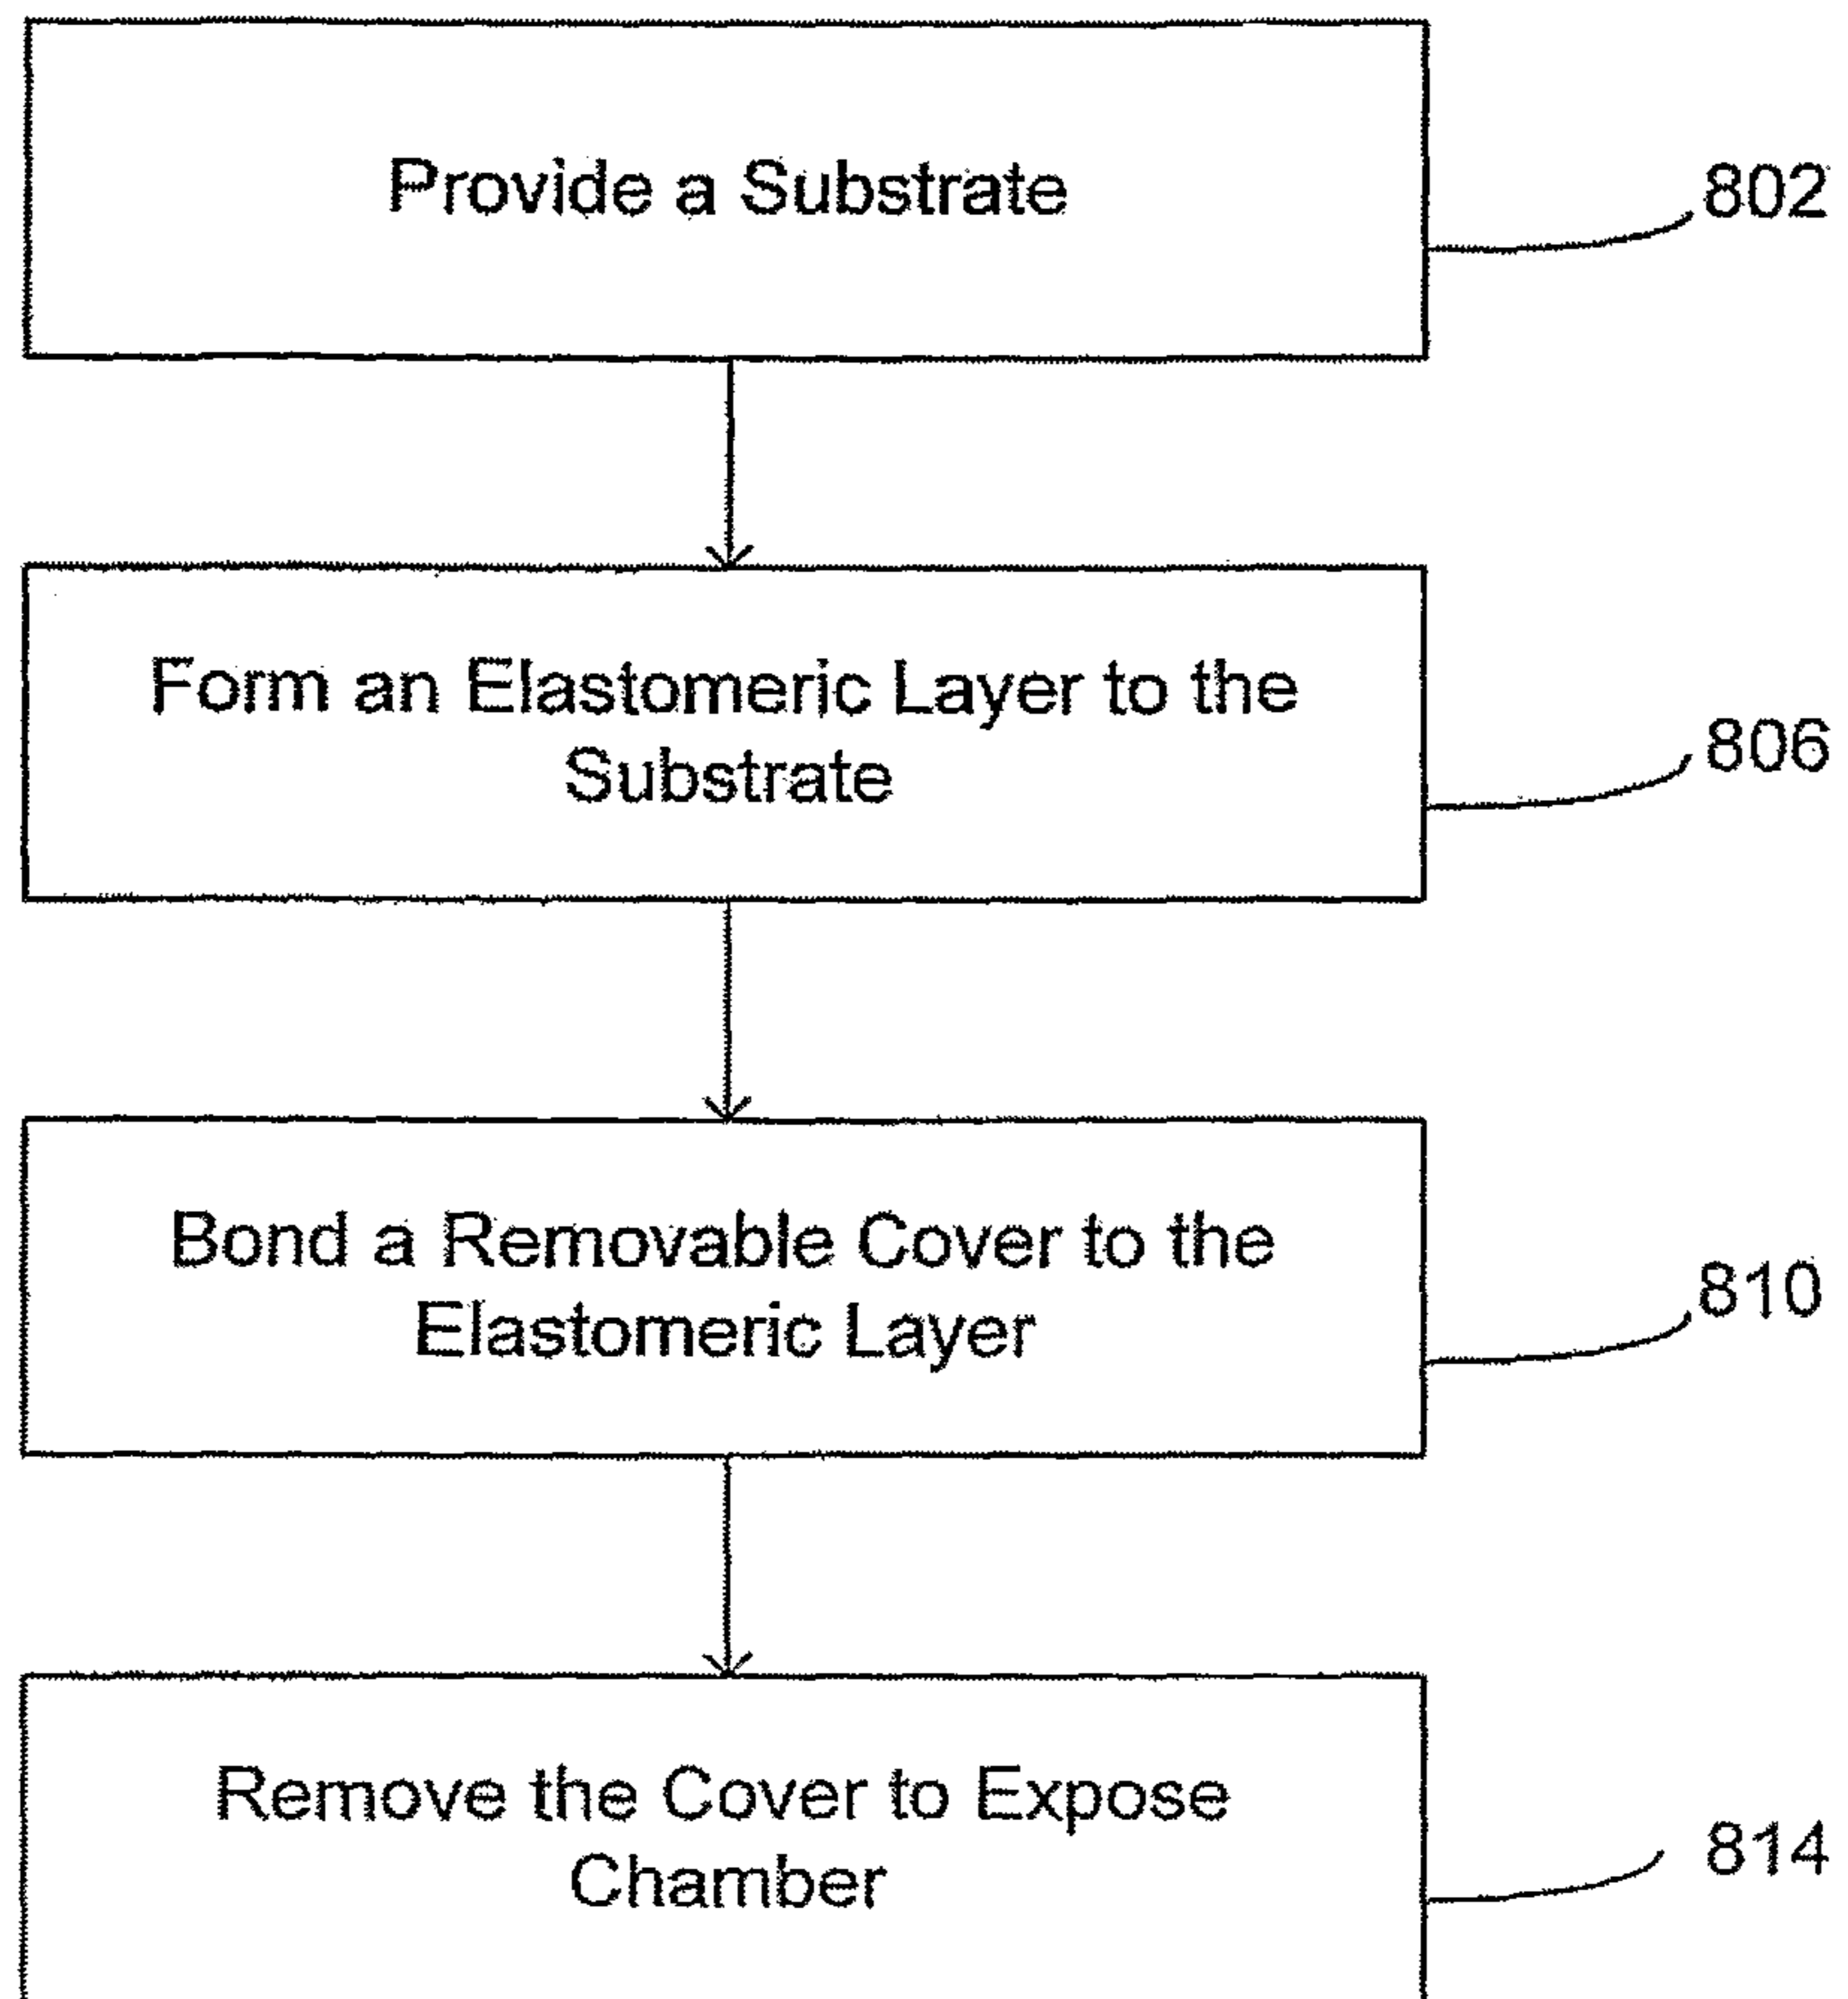 Provide a Substrate
802
Form an Elastomeric Layer to the
Substrate
806
Bond a Removable Cover to the
Elastomeric Layer
810
Remove the Cover to Expose
Chamber
814